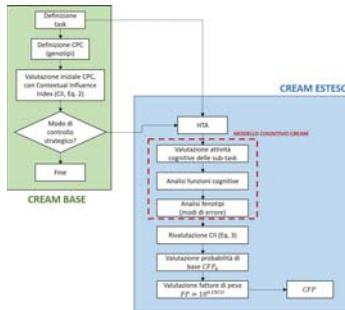 Definizione
task
Definizione CPC
(genotipi)
Valutazione iniziale CPC,
con Contextual Influence
Index (CII, Eq. 2)
Modo di
controllo
strategico?
Fine
CREAM BASE
CREAM ESTESO
HTA
MODELLO COGNITIVO CREAM
Valutazione attività
cognitive delle sub-task
Analisi funzioni cognitive
Analisi fenotipi
(modi di errore)
Rivalutazione CII (Eq. 3)
Valutazione probabilità di
base CFP₀
Valutazione fattore di peso
CFP